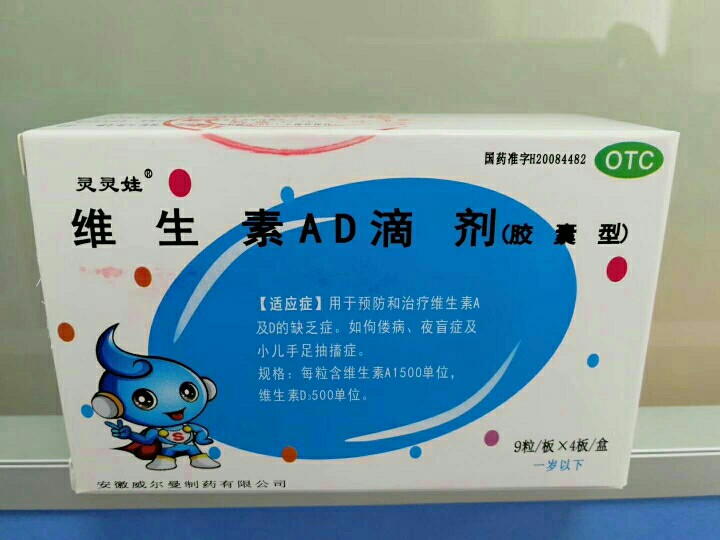 国药准字H20084482
OTC
灵灵娃®
维生素AD滴剂(胶囊型)
【适应症】用于预防和治疗维生素A
及D的缺乏症。如佝偻病、夜盲症及
小儿手足抽搐症。
规格：每粒含维生素A1500单位，
维生素D₃500单位。
S
9粒/板×4板/盒
一岁以下
安徽威尔曼制药有限公司